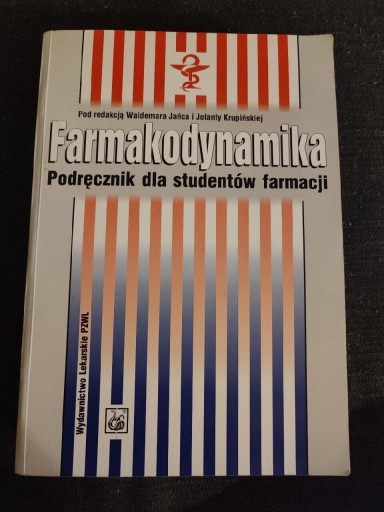 Pod redakcją Waldemara Jańca i Jolanty Krupińskiej
Farmakodynamika
Podręcznik dla studentów farmacji
Wydawnictwo Lekarskie PZWL